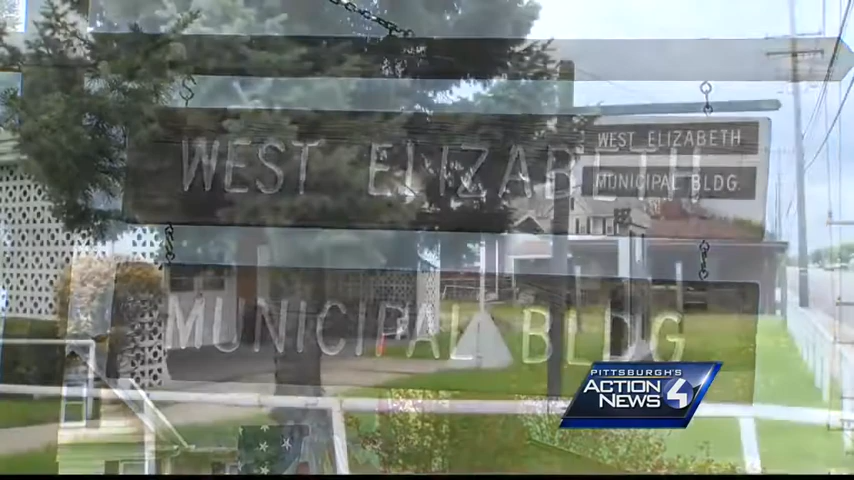 WEST ELIZABETH
MUNICIPAL BLDG
WEST ELIZABETH
MUNICIPAL BLDG.
PITTSBURGH'S
ACTION
NEWS 4